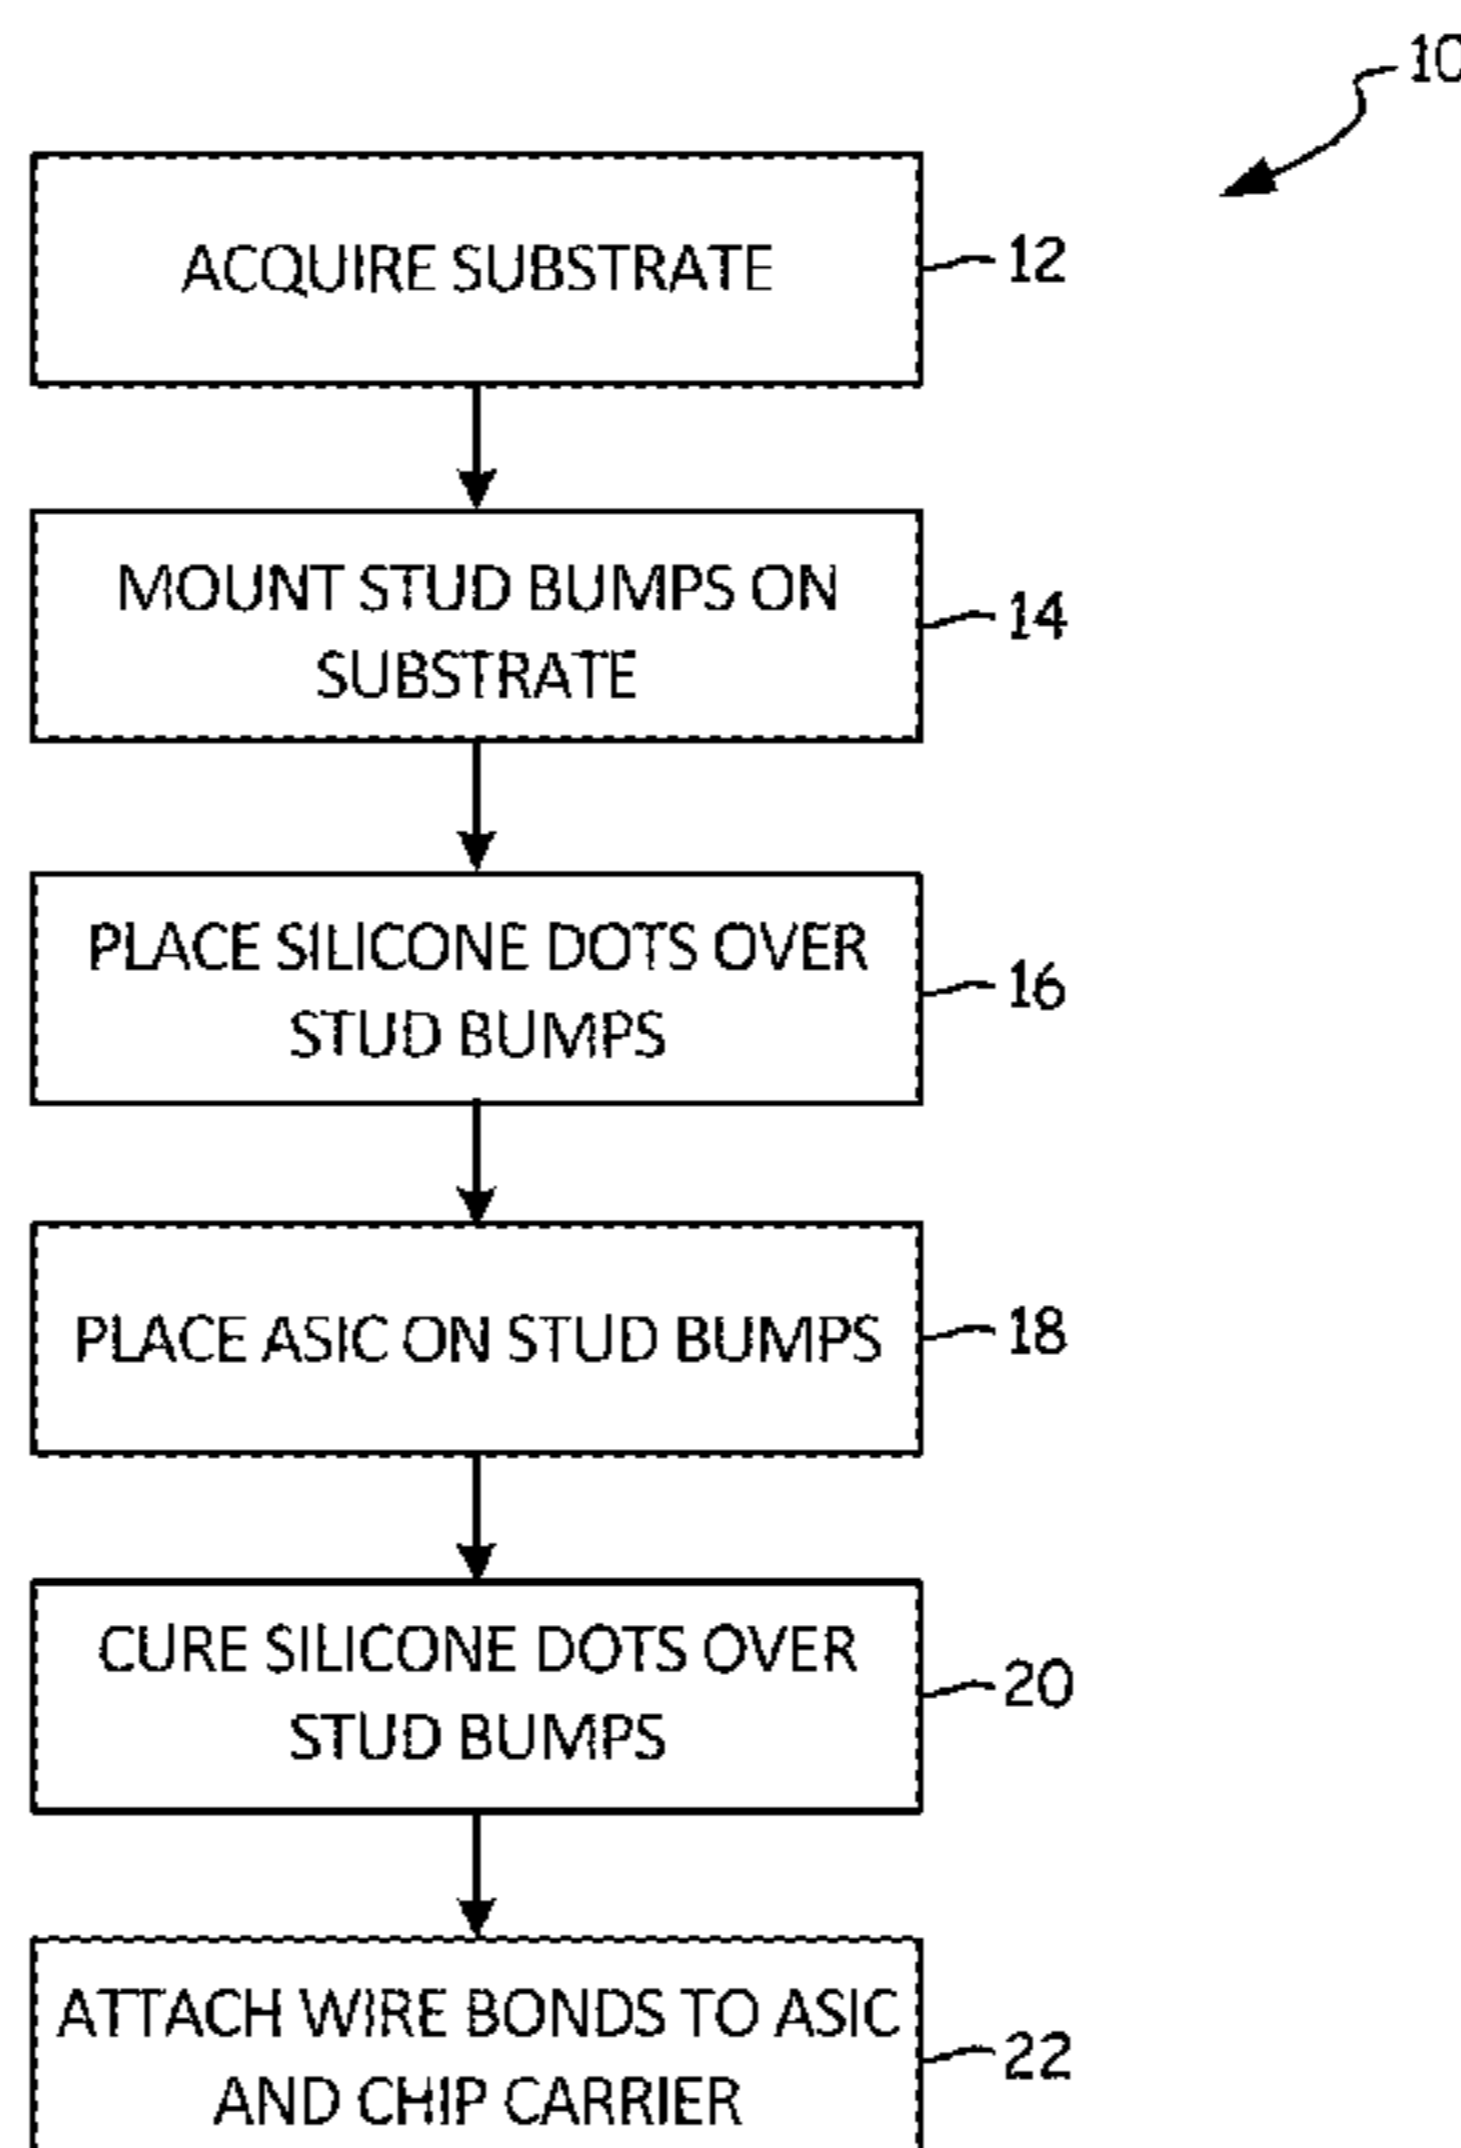 10
ACQUIRE SUBSTRATE
12
MOUNT STUD BUMPS ON
SUBSTRATE
14
PLACE SILICONE DOTS OVER
STUD BUMPS
16
PLACE ASIC ON STUD BUMPS
18
CURE SILICONE DOTS OVER
STUD BUMPS
20
ATTACH WIRE BONDS TO ASIC
AND CHIP CARRIER
22